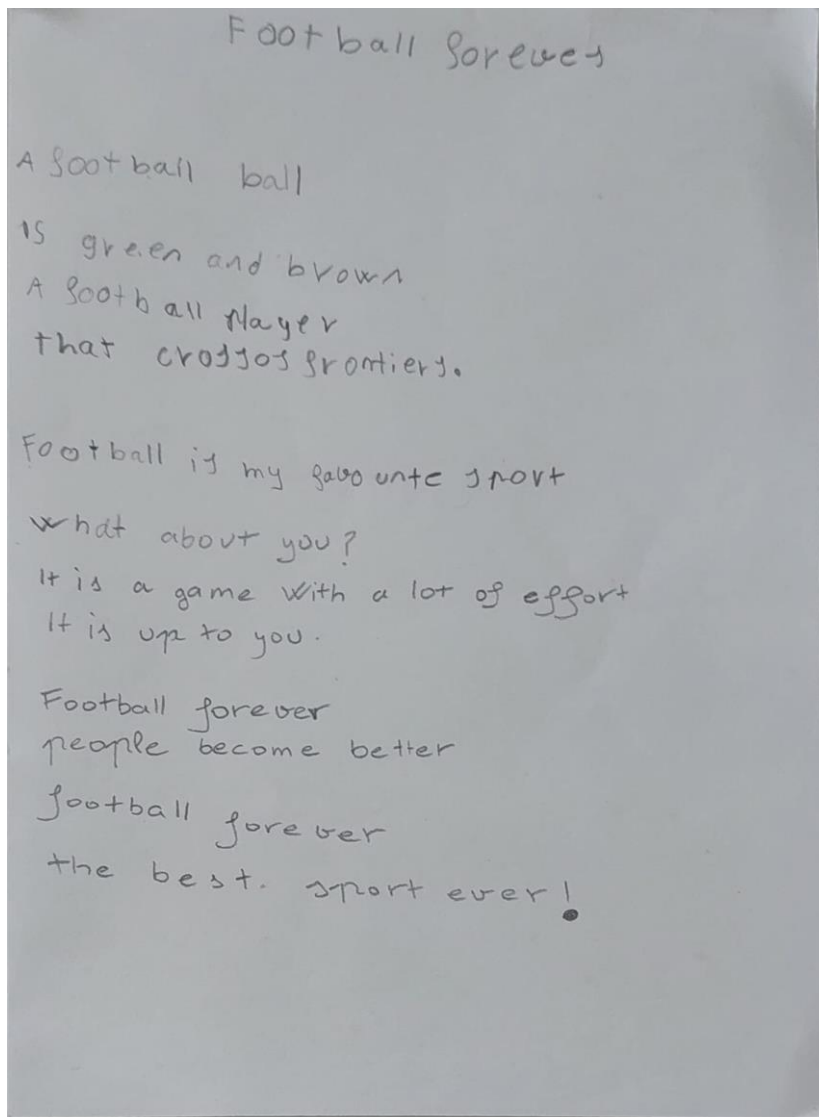 Football forever
A football ball
is green and brown
A football player
that crosses frontiers.
Football is my favourite sport
What about you?
It is a game with a lot of effort
It is up to you.
Football forever
people become better
football forever
the best. sport ever!